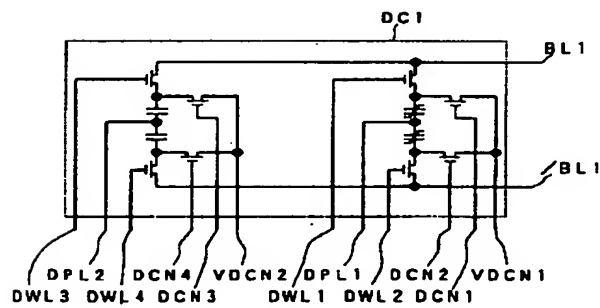 DC1
BL1
/BL1
DPL2 DCN4 VDCN2 DPL1 DCN2 VDCN1
DWL3 DWL4 DCN3 DWL1 DWL2 DCN1